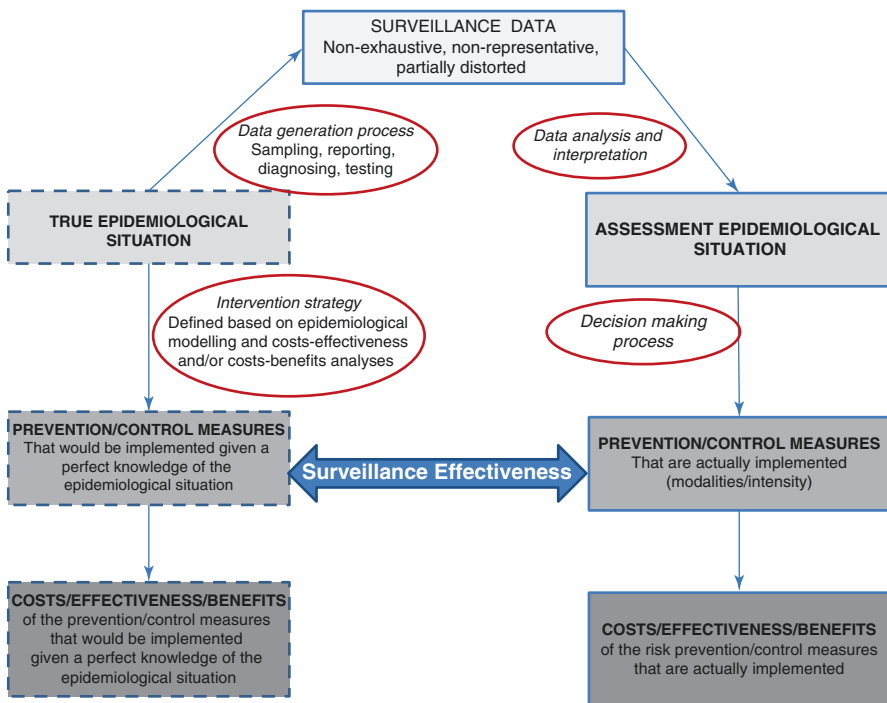 SURVEILLANCE DATA
Non-exhaustive, non-representative,
partially distorted
Data generation process
Sampling, reporting,
diagnosing, testing
Data analysis and
interpretation
TRUE EPIDEMIOLOGICAL
SITUATION
ASSESSMENT EPIDEMIOLOGICAL
SITUATION
Intervention strategy
Defined based on epidemiological
modelling and costs-effectiveness
and/or costs-benefits analyses
Decision making
process
PREVENTION/CONTROL MEASURES
That would be implemented given a
perfect knowledge of the
epidemiological situation
Surveillance Effectiveness
PREVENTION/CONTROL MEASURES
That are actually implemented
(modalities/intensity)
COSTS/EFFECTIVENESS/BENEFITS
of the prevention/control measures
that would be implemented
given a perfect knowledge of the
epidemiological situation
COSTS/EFFECTIVENESS/BENEFITS
of the risk prevention/control measures
that are actually implemented